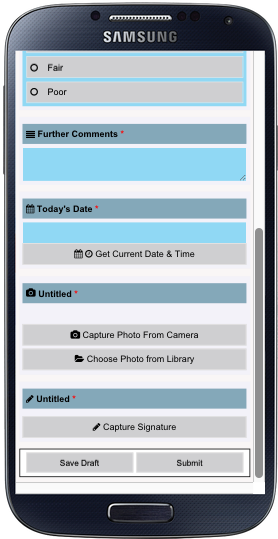 SAMSUNG
Fair
Poor
Further Comments *
Today's Date *
Get Current Date & Time
Untitled *
Capture Photo From Camera
Choose Photo from Library
Untitled *
Capture Signature
Save Draft Submit